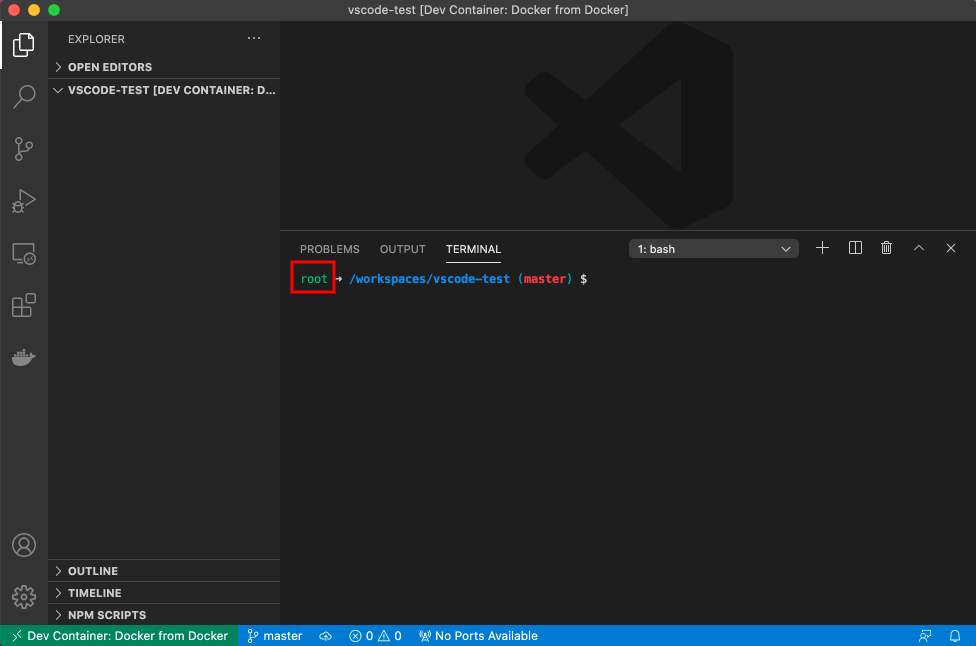 vscode-test [Dev Container: Docker from Docker]
EXPLORER
OPEN EDITORS
VSCODE-TEST [DEV CONTAINER: D...
PROBLEMS OUTPUT TERMINAL 1: bash
root → /workspaces/vscode-test (master) $
OUTLINE
TIMELINE
NPM SCRIPTS
Dev Container: Docker from Docker master 0 0 No Ports Available